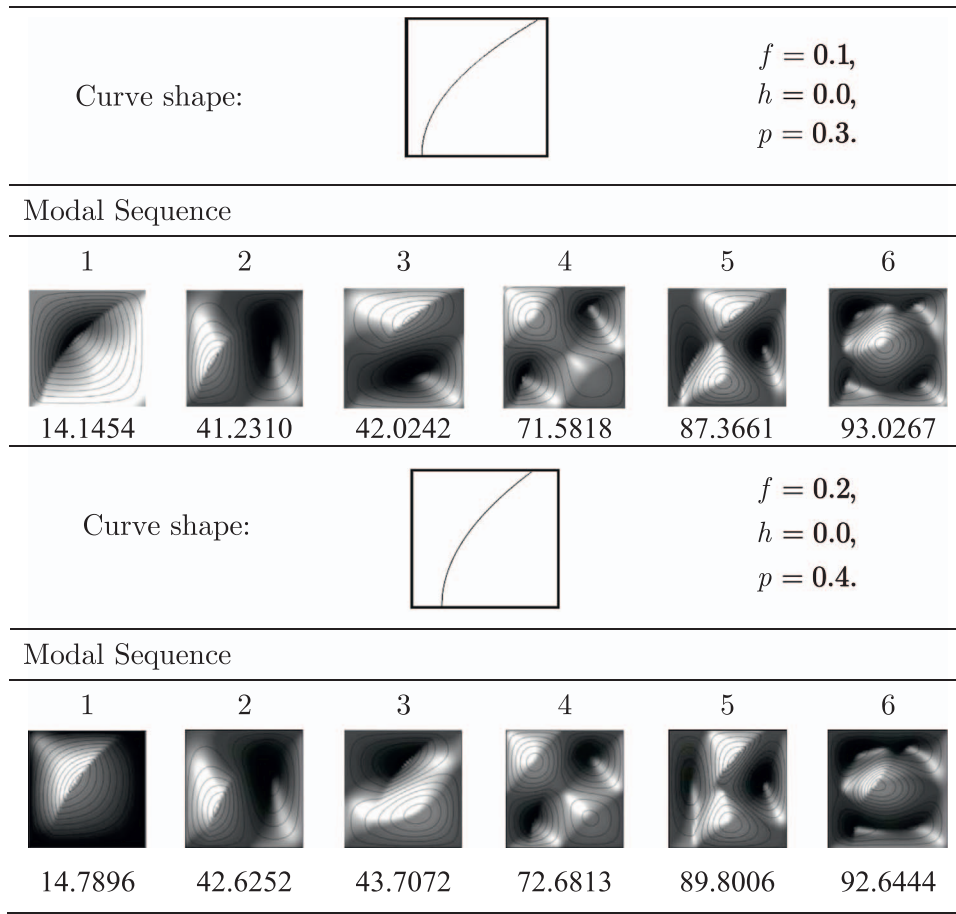 Curve shape:
f = 0.1,
h = 0.0,
p = 0.3.
Modal Sequence
1 2 3 4 5 6
14.1454 41.2310 42.0242 71.5818 87.3661 93.0267
Curve shape:
f = 0.2,
h = 0.0,
p = 0.4.
Modal Sequence
1 2 3 4 5 6
14.7896 42.6252 43.7072 72.6813 89.8006 92.6444